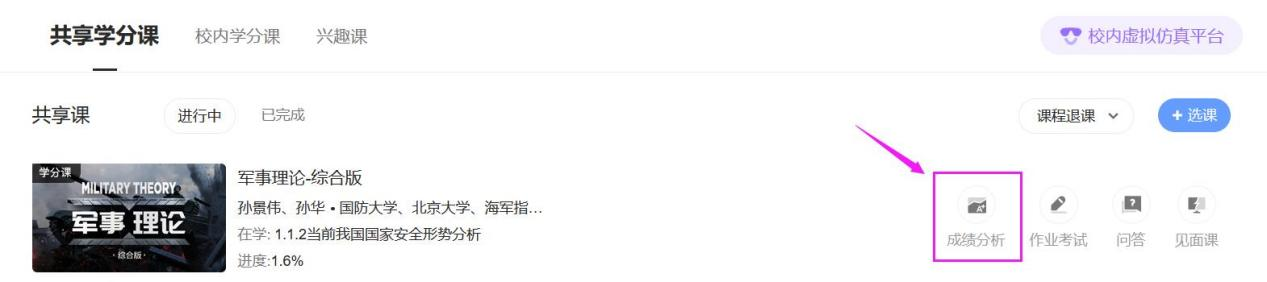 共享学分课 校内学分课 兴趣课 校内虚拟仿真平台
共享课 进行中 已完成 课程退课 + 选课
学分课
MILITARY THEORY
军事 理论
· 综合版 ·
军事理论-综合版
孙景伟、孙华 • 国防大学、北京大学、海军指...
在学: 1.1.2当前我国国家安全形势分析
进度:1.6%
成绩分析 作业考试 问答 见面课